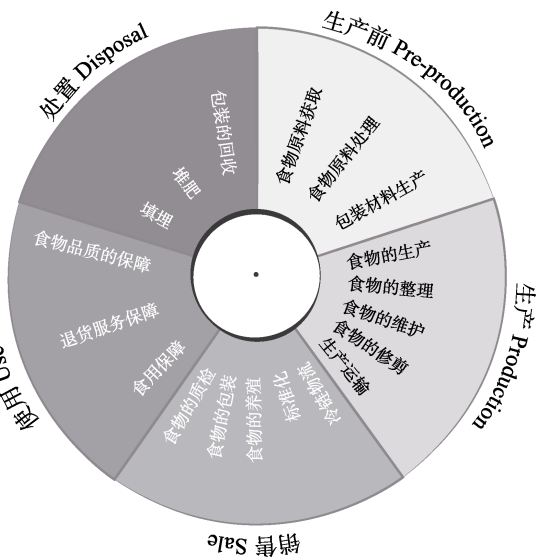 生产前 Pre-production
食物原料获取
食物原料处理
包装材料生产
生产 Production
食物的生产
食物的整理
食物的维护
食物的修剪
生产运输
销售 Sale
冷链物流
标准化
食物的养殖
食物的包装
食物的质检
使用 Use
食用保障
退货服务保障
食物品质的保障
处置 Disposal
填埋
堆肥
包装的回收